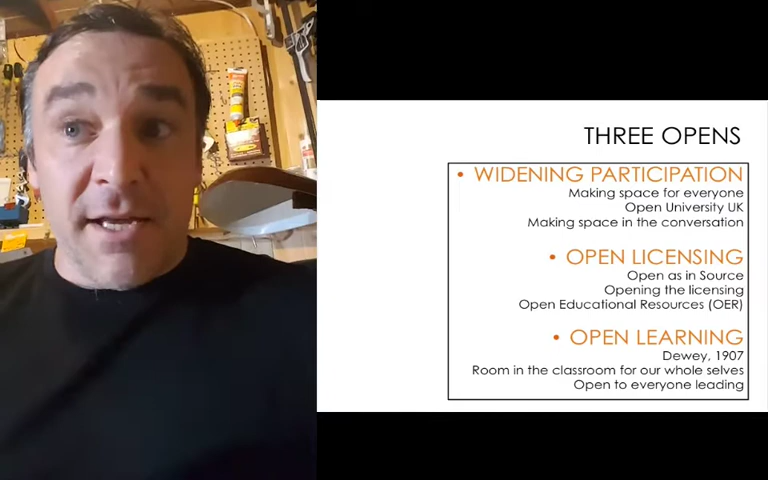 THREE OPENS
• WIDENING PARTICIPATION
Making space for everyone
Open University UK
Making space in the conversation
• OPEN LICENSING
Open as in Source
Opening the licensing
Open Educational Resources (OER)
• OPEN LEARNING
Dewey, 1907
Room in the classroom for our whole selves
Open to everyone leading